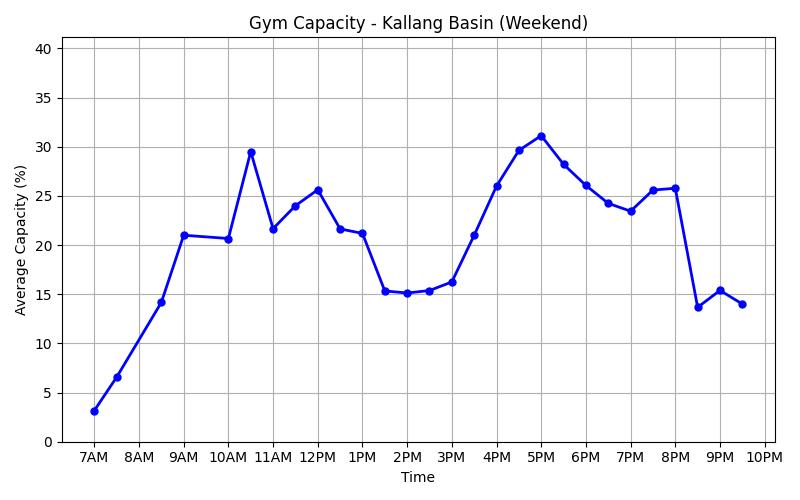 Gym Capacity - Kallang Basin (Weekend)
40
35
30
25
20
15
10
5
0
Average Capacity (%)
7AM 8AM 9AM 10AM 11AM 12PM 1PM 2PM 3PM 4PM 5PM 6PM 7PM 8PM 9PM 10PM
Time